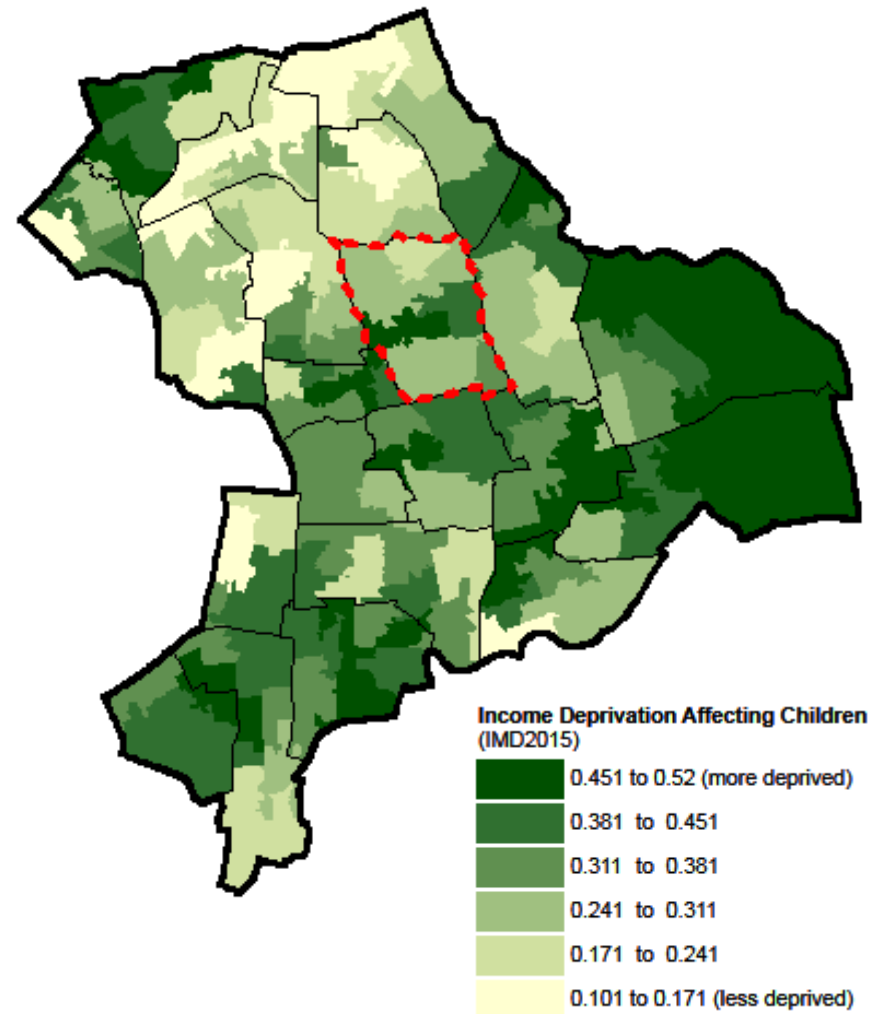 Income Deprivation Affecting Children
(IMD2015)
0.451 to 0.52 (more deprived)
0.381 to 0.451
0.311 to 0.381
0.241 to 0.311
0.171 to 0.241
0.101 to 0.171 (less deprived)